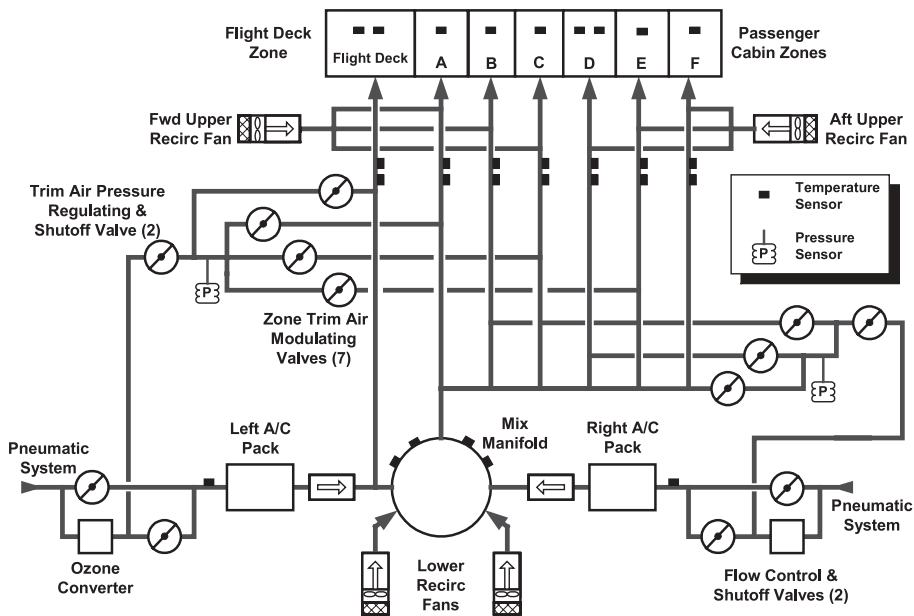 Flight Deck
Zone
Flight Deck
A
B
C
D
E
F
Passenger
Cabin Zones
Fwd Upper
Recirc Fan
Aft Upper
Recirc Fan
Trim Air Pressure
Regulating &
Shutoff Valve (2)
Temperature
Sensor
P
Pressure
Sensor
P
Zone Trim Air
Modulating
Valves (7)
P
Left A/C
Pack
Mix
Manifold
Right A/C
Pack
Pneumatic
System
Pneumatic
System
Ozone
Converter
Lower
Recirc
Fans
Flow Control &
Shutoff Valves (2)